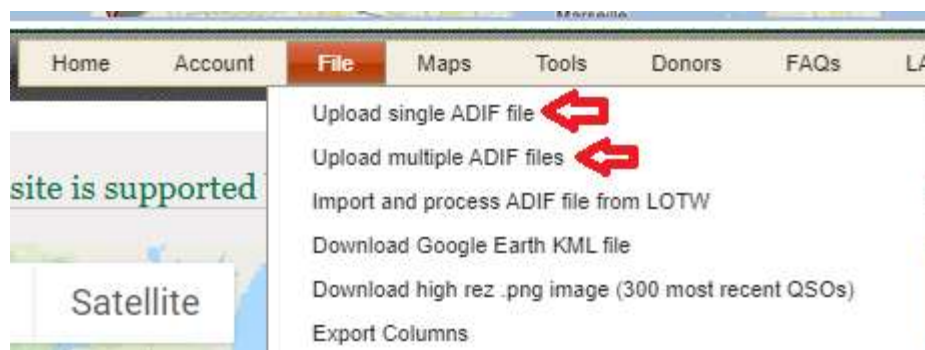 Marseille
Home Account File Maps Tools Donors FAQs LA
Upload single ADIF file
Upload multiple ADIF files
site is supported
Import and process ADIF file from LOTW
Download Google Earth KML file
Satellite
Download high rez .png image (300 most recent QSOs)
Export Columns